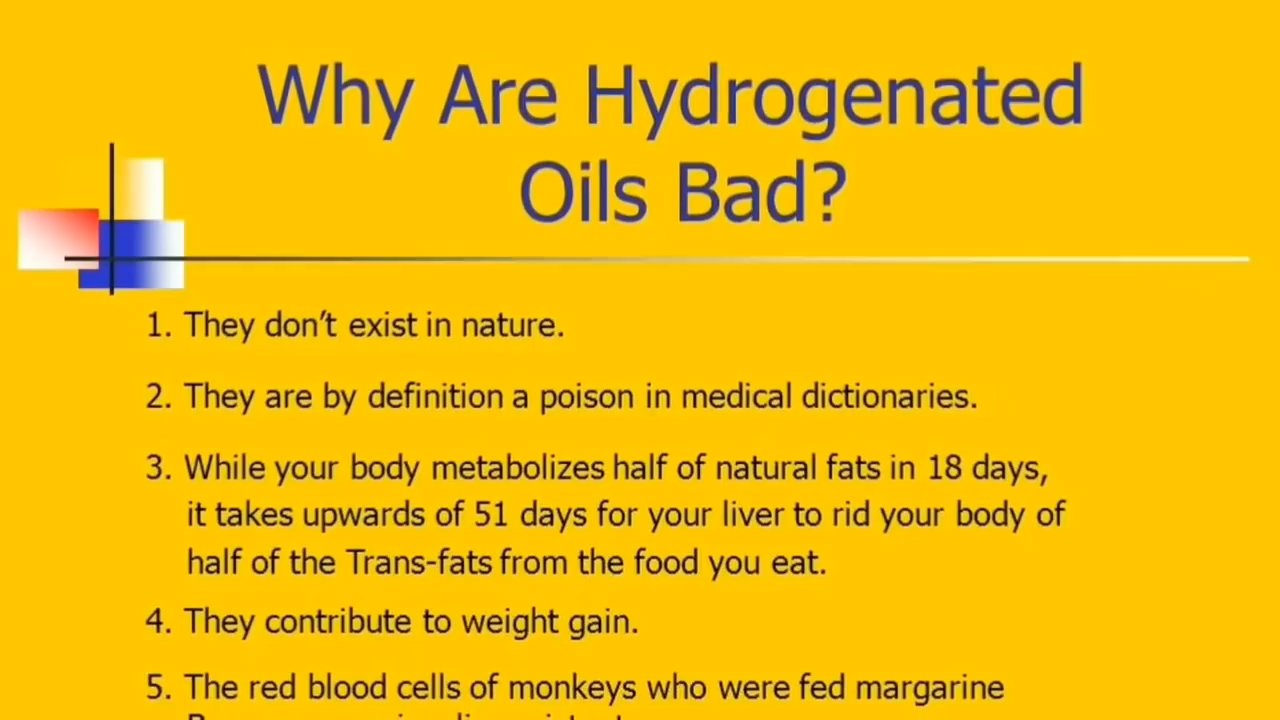 Why Are Hydrogenated
Oils Bad?
1. They don’t exist in nature.
2. They are by definition a poison in medical dictionaries.
3. While your body metabolizes half of natural fats in 18 days,
it takes upwards of 51 days for your liver to rid your body of
half of the Trans-fats from the food you eat.
4. They contribute to weight gain.
5. The red blood cells of monkeys who were fed margarine